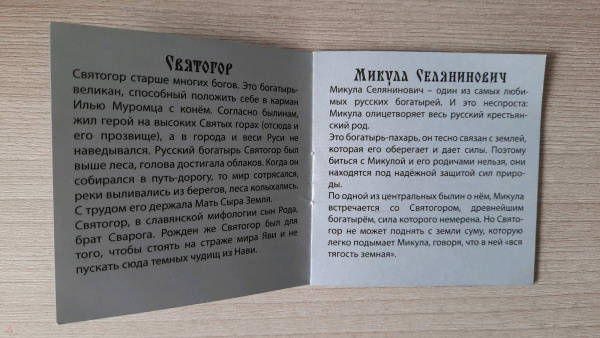 Святогор
Святогор старше многих богов. Это богатырь-
великан, способный положить себе в карман
Илью Муромца с конём. Согласно былинам,
жил герой на высоких Святых горах (отсюда и
его прозвище), а в города и веси Руси не
наведывался. Русский богатырь Святогор был
выше леса, голова достигала облаков. Когда он
собирался в путь-дорогу, то мир сотрясался,
реки выливались из берегов, леса колыхались.
С трудом его держала Мать Сыра Земля.
Святогор, в славянской мифологии сын Рода,
брат Сварога. Рожден же Святогор был для
того, чтобы стоять на страже мира Яви и не
пускать сюда темных чудищ из Нави.
Микула Селянинович
Микула Селянинович – один из самых люби-
мых русских богатырей. И это неспроста:
Микула олицетворяет весь русский крестьян-
ский род.
Это богатырь-пахарь, он тесно связан с землей,
которая его оберегает и дает силы. Поэтому
биться с Микулой и его родичами нельзя, они
находятся под надёжной защитой сил приро-
ды.
По одной из центральных былин о нём, Микула
встречается со Святогором, древнейшим
богатырём, сила которого немерена. Но Свято-
гор не может поднять с земли суму, которую
легко подымает Микула, говоря, что в ней «вся
тягость земная».